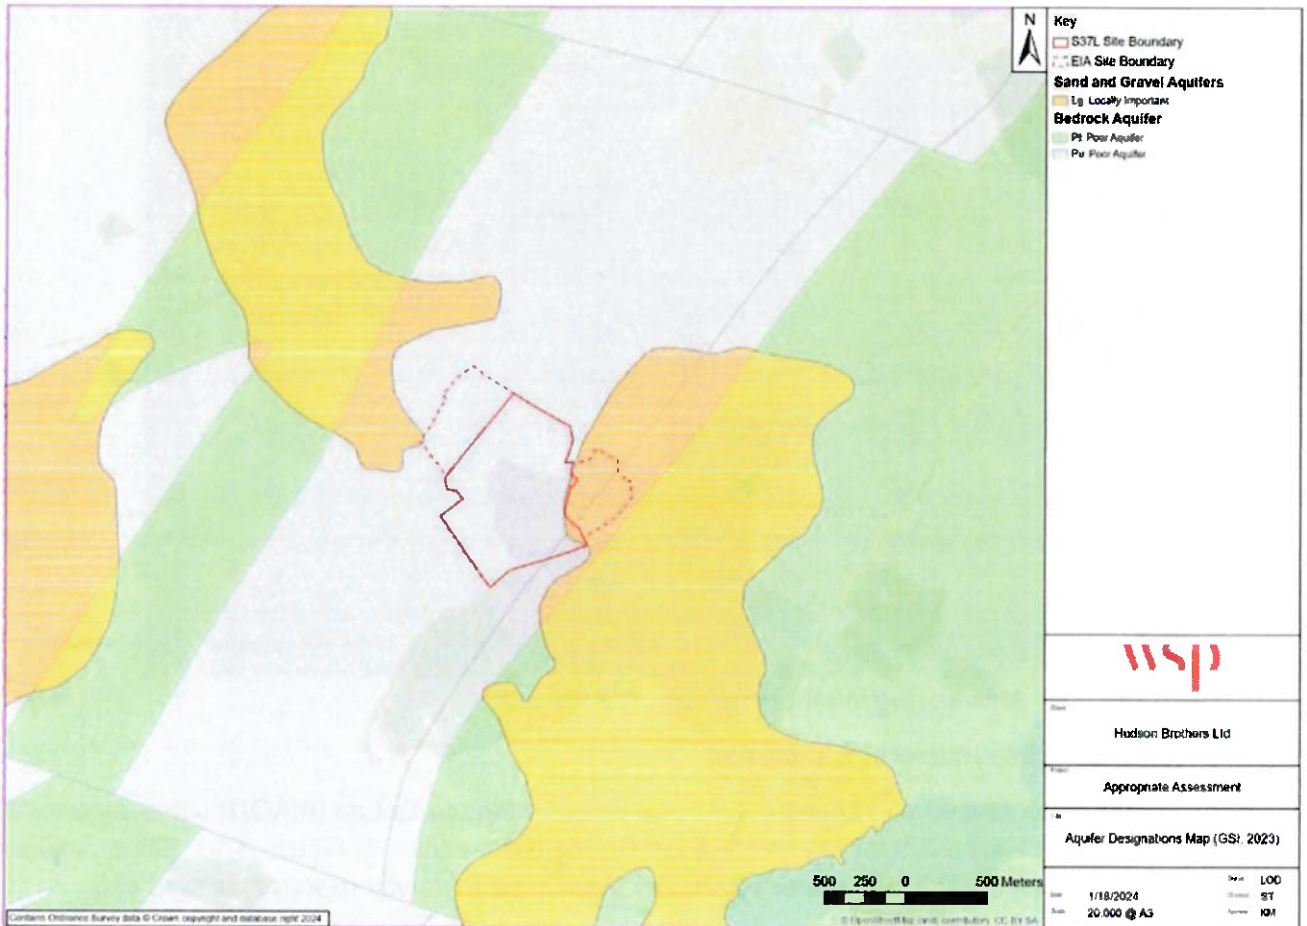 N
Key
S37L Site Boundary
EIA Site Boundary
Sand and Gravel Aquifers
Lg Locally Important
Bedrock Aquifer
Pl Poor Aquifer
Pu Poor Aquifer
wsp
Hudson Brothers Ltd
Appropriate Assessment
Aquifer Designations Map (GSI, 2023)
LOD
1/18/2024
ST
20,000 @ A3
KM
500 250 0 500 Meters
Contains Ordnance Survey data © Crown copyright and database right 2024
© OpenStreetMap (and) contributors, CC-BY-SA